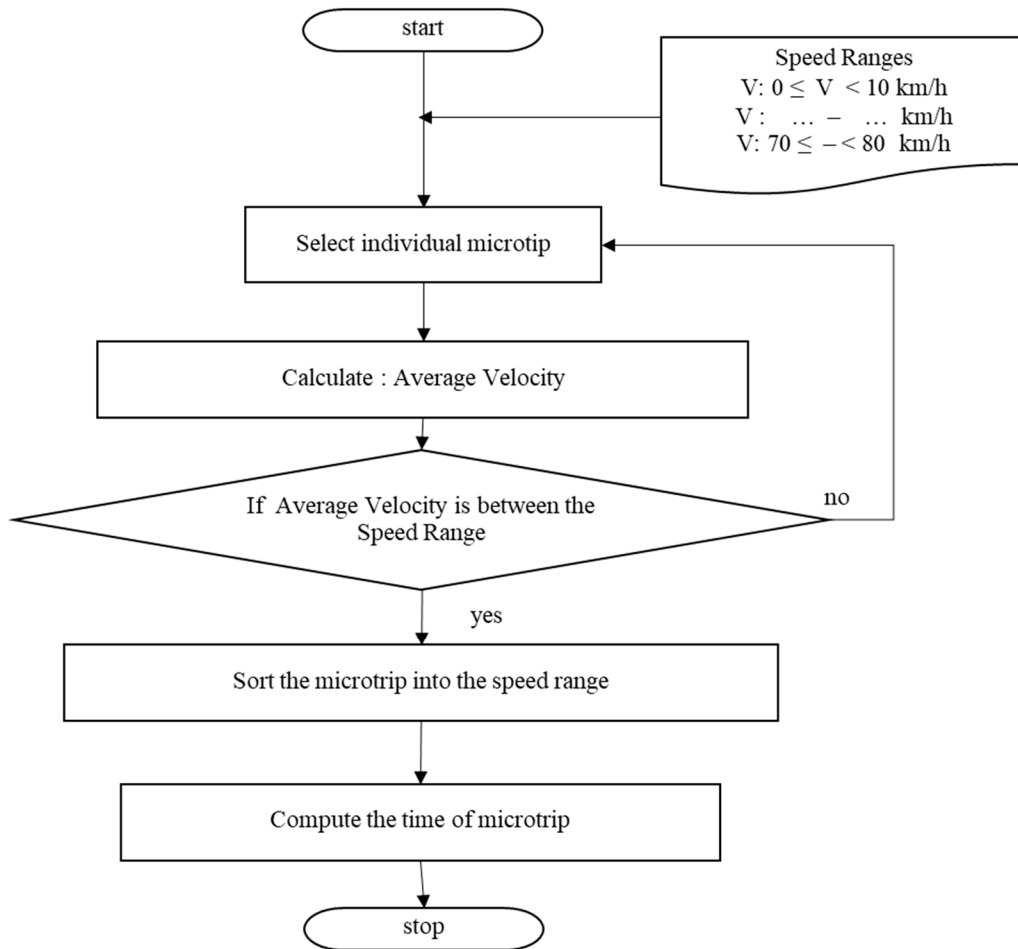 start
Speed Ranges
V: 0 ≤ V < 10 km/h
V : ... – ... km/h
V: 70 ≤ – < 80 km/h
Select individual microtip
Calculate : Average Velocity
If Average Velocity is between the
Speed Range
no
yes
Sort the microtrip into the speed range
Compute the time of microtrip
stop